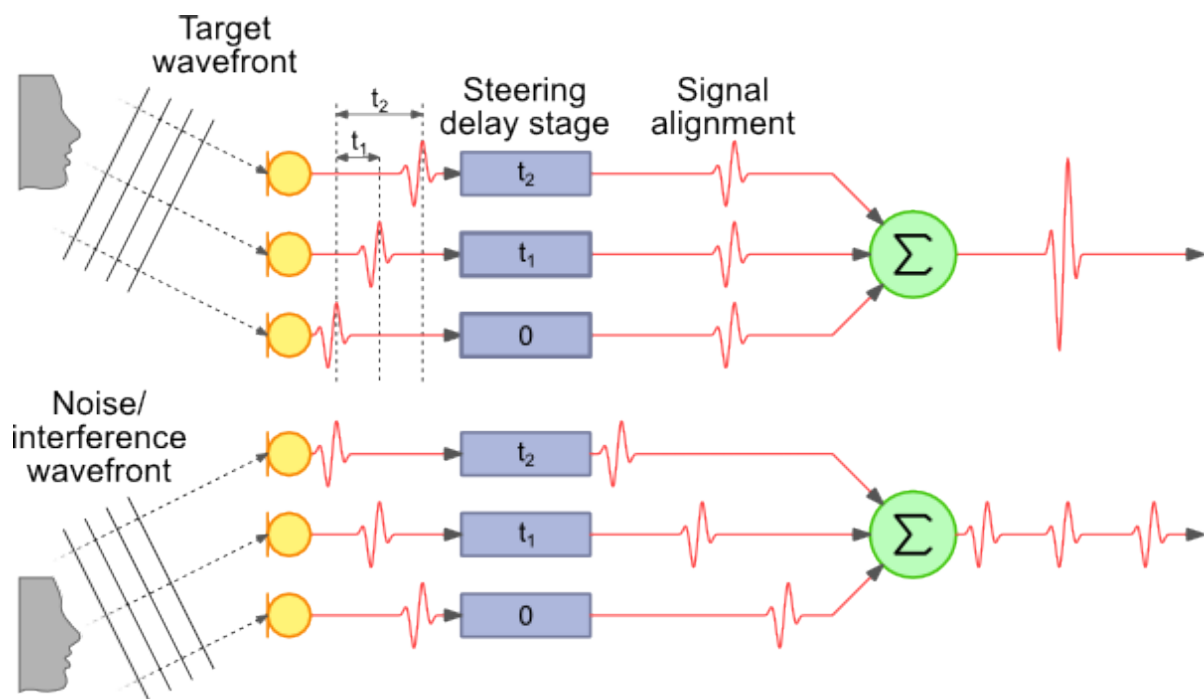 Target
wavefront
t₂
t₁
Steering
delay stage
Signal
alignment
t₂
t₁
0
Σ
Noise/
interference
wavefront
t₂
t₁
0
Σ